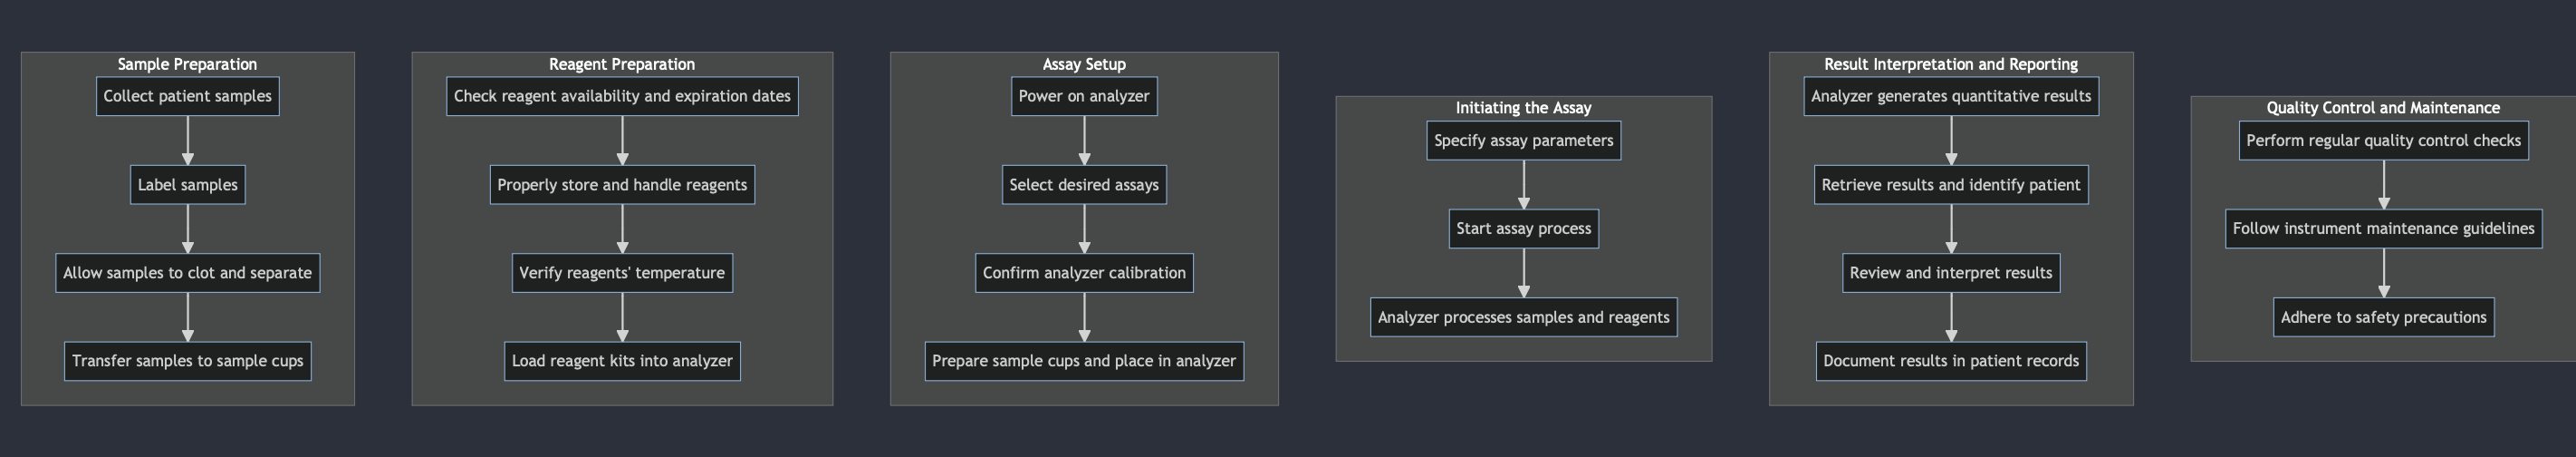 Sample Preparation
Collect patient samples
Label samples
Allow samples to clot and separate
Transfer samples to sample cups
Reagent Preparation
Check reagent availability and expiration dates
Properly store and handle reagents
Verify reagents' temperature
Load reagent kits into analyzer
Assay Setup
Power on analyzer
Select desired assays
Confirm analyzer calibration
Prepare sample cups and place in analyzer
Initiating the Assay
Specify assay parameters
Start assay process
Analyzer processes samples and reagents
Result Interpretation and Reporting
Analyzer generates quantitative results
Retrieve results and identify patient
Review and interpret results
Document results in patient records
Quality Control and Maintenance
Perform regular quality control checks
Follow instrument maintenance guidelines
Adhere to safety precautions